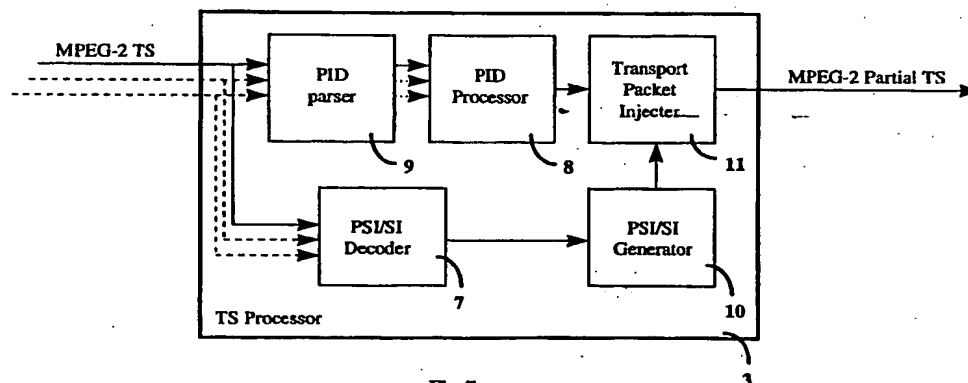 MPEG-2 TS
PID
parser
9
PID
Processor
8
Transport
Packet
Injecter
11
MPEG-2 Partial TS
PSI/SI
Decoder
7
PSI/SI
Generator
10
TS Processor
3